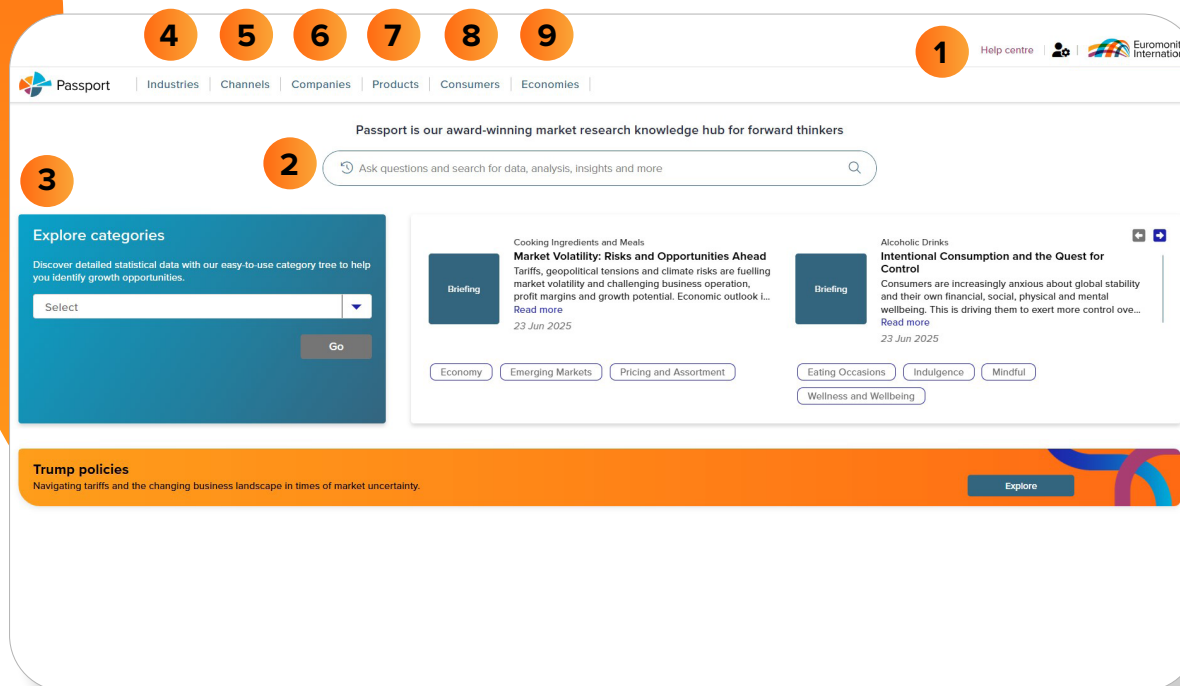 4 5 6 7 8 9
1
Help centre
Euromonit
Internation
Passport
Industries Channels Companies Products Consumers Economies
Passport is our award-winning market research knowledge hub for forward thinkers
2
Ask questions and search for data, analysis, insights and more
3
Explore categories
Discover detailed statistical data with our easy-to-use category tree to help
you identify growth opportunities.
Select
Go
Briefing
Cooking Ingredients and Meals
Market Volatility: Risks and Opportunities Ahead
Tariffs, geopolitical tensions and climate risks are fuelling
market volatility and challenging business operation,
profit margins and growth potential. Economic outlook i...
Read more
23 Jun 2025
Economy Emerging Markets Pricing and Assortment
Briefing
Alcoholic Drinks
Intentional Consumption and the Quest for
Control
Consumers are increasingly anxious about global stability
and their own financial, social, physical and mental
wellbeing. This is driving them to exert more control ove...
Read more
23 Jun 2025
Eating Occasions Indulgence Mindful
Wellness and Wellbeing
Trump policies
Navigating tariffs and the changing business landscape in times of market uncertainty.
Explore